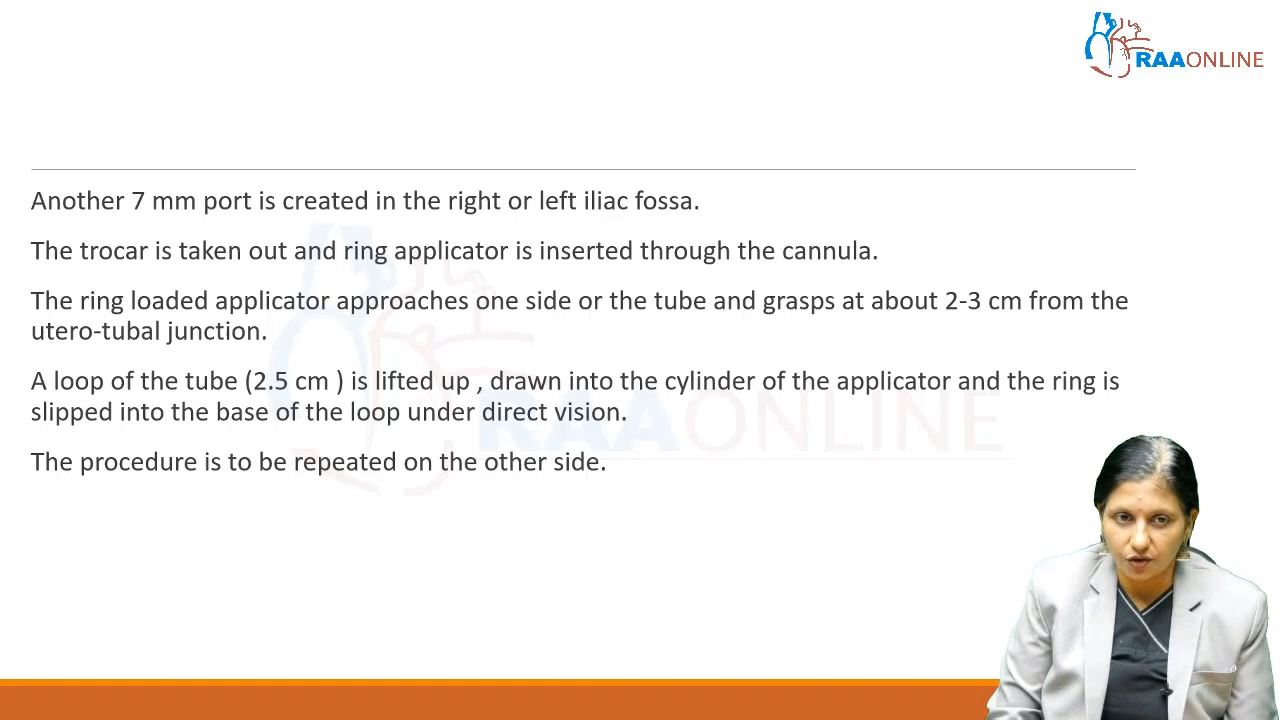 RAAONLINE
Another 7 mm port is created in the right or left iliac fossa.
The trocar is taken out and ring applicator is inserted through the cannula.
The ring loaded applicator approaches one side or the tube and grasps at about 2-3 cm from the
utero-tubal junction.
A loop of the tube (2.5 cm ) is lifted up , drawn into the cylinder of the applicator and the ring is
slipped into the base of the loop under direct vision.
RAAONLINE
The procedure is to be repeated on the other side.